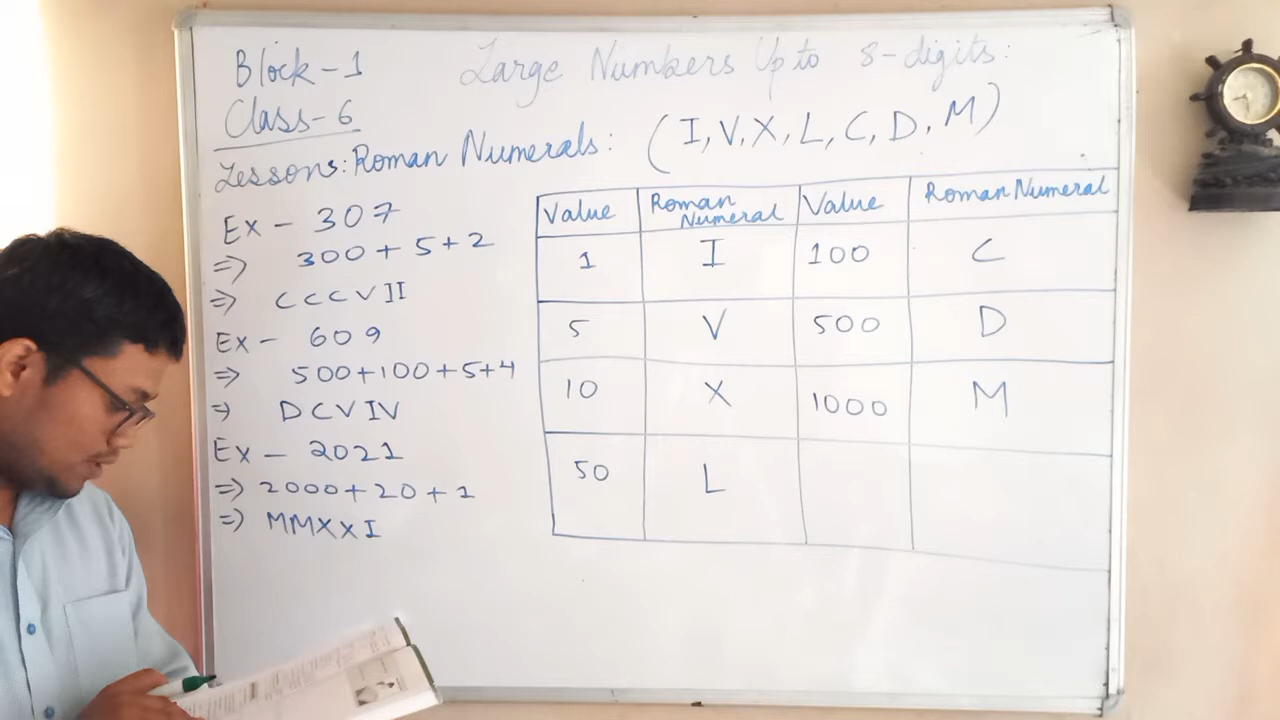 Block-1 Large Numbers Upto 8-digits:
Class-6
Lessons: Roman Numerals: (I, V, X, L, C, D, M)
Ex - 307
=> 300 + 5 + 2
=> CCCVII
Ex - 609
=> 500+100+5+4
=> DCVIV
Ex - 2021
=> 2000 + 20 + 1
=> MMXXI
Value Roman Numeral Value Roman Numeral
1 I 100 C
5 V 500 D
10 X 1000 M
50 L